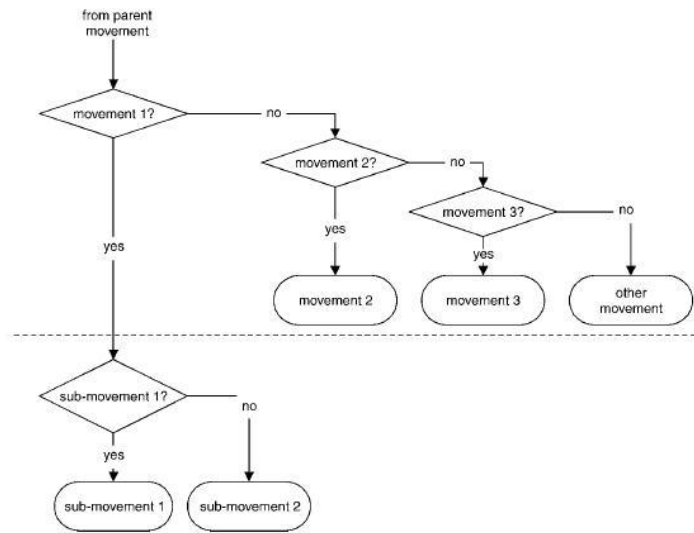 from parent
movement
movement 1?
no
movement 2?
no
movement 3?
no
yes
yes
yes
movement 2
movement 3
other
movement
sub-movement 1?
no
yes
sub-movement 1
sub-movement 2